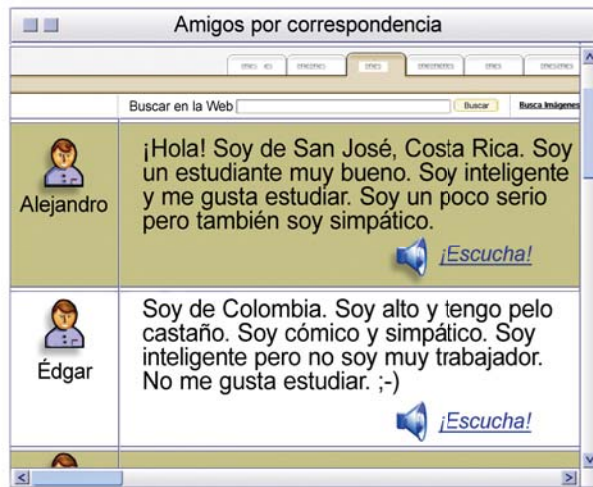 Amigos por correspondencia
Buscar en la Web
Buscar
Busca Imágenes
Alejandro
¡Hola! Soy de San José, Costa Rica. Soy
un estudiante muy bueno. Soy inteligente
y me gusta estudiar. Soy un poco serio
pero también soy simpático.
¡Escucha!
Édgar
Soy de Colombia. Soy alto y tengo pelo
castaño. Soy cómico y simpático. Soy
inteligente pero no soy muy trabajador.
No me gusta estudiar. ;-)
¡Escucha!